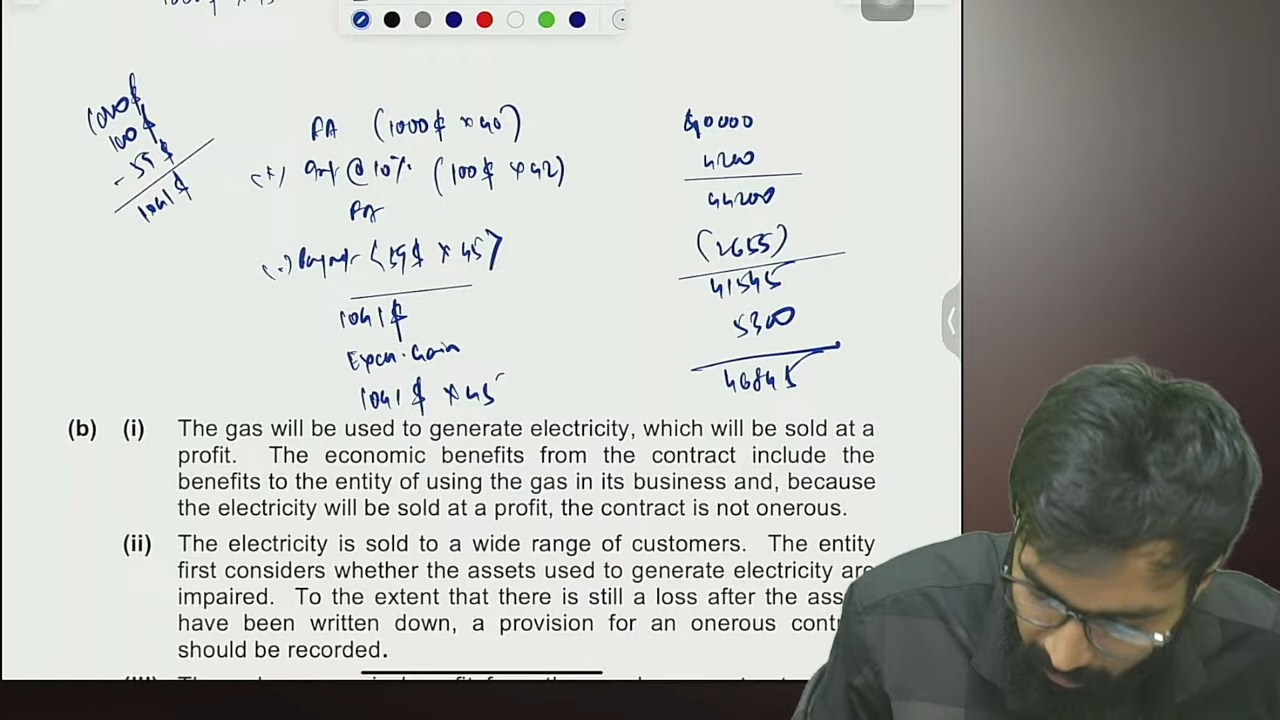 1000$
100$
- 59$
1041$
FA (1000$ × 40) 40000
(+) Int @ 10% (100$ × 42) 4200
FA 44200
(-) Payment (59$ × 45) (2655)
41545
1041$ 5300
Exch. Gain
1041$ × 45 46845
(b) (i) The gas will be used to generate electricity, which will be sold at a
profit. The economic benefits from the contract include the
benefits to the entity of using the gas in its business and, because
the electricity will be sold at a profit, the contract is not onerous.
(ii) The electricity is sold to a wide range of customers. The entity
first considers whether the assets used to generate electricity are
impaired. To the extent that there is still a loss after the
have been written down, a provision for an onerous
should be recorded.